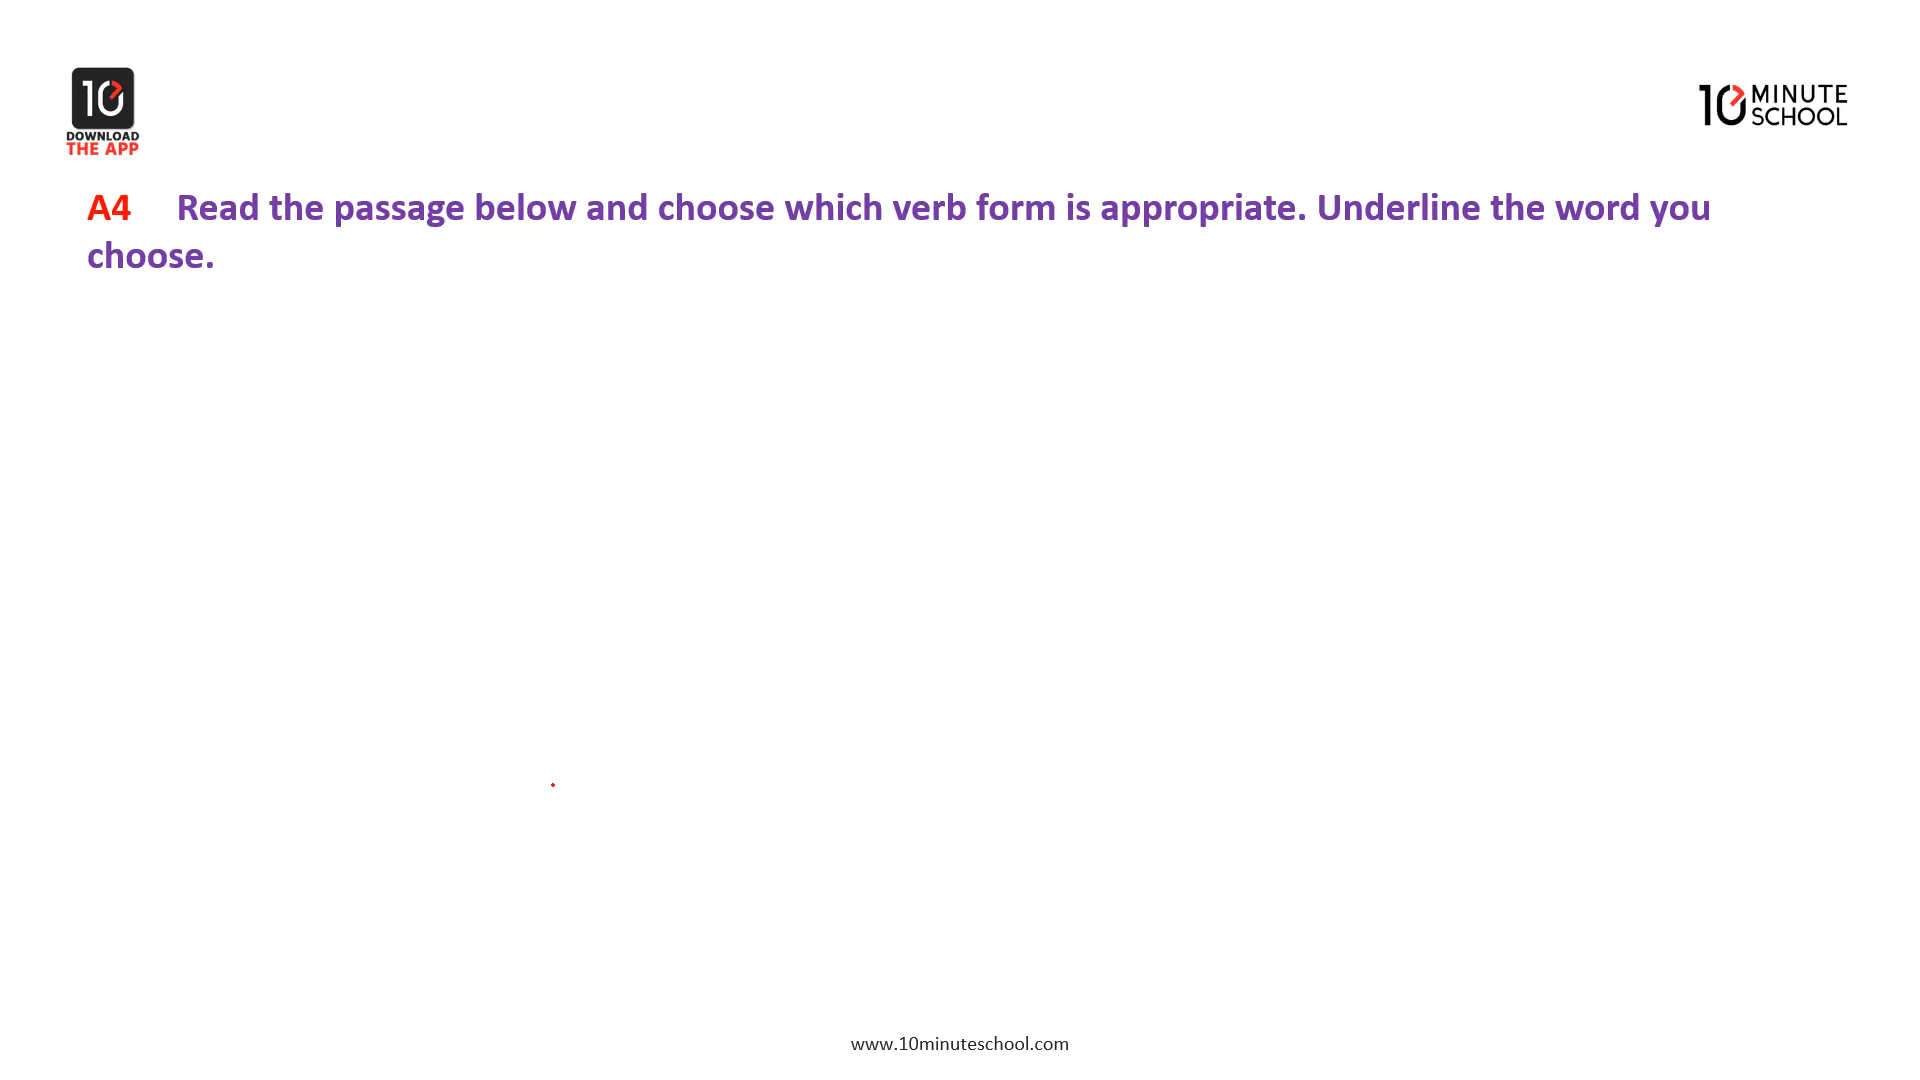 10
DOWNLOAD
THE APP
10 MINUTE
SCHOOL
A4 Read the passage below and choose which verb form is appropriate. Underline the word you
choose.
www.10minuteschool.com